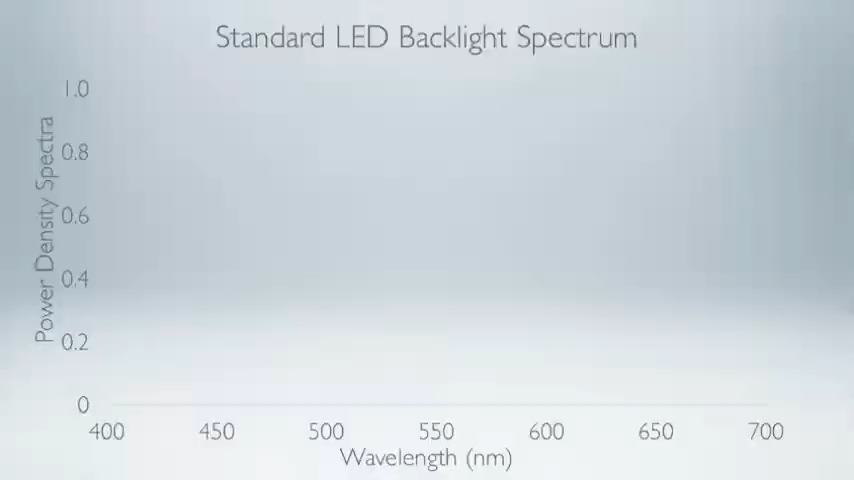 Standard LED Backlight Spectrum
Power Density Spectra
1.0
0.8
0.6
0.4
0.2
0
400 450 500 550 600 650 700
Wavelength (nm)